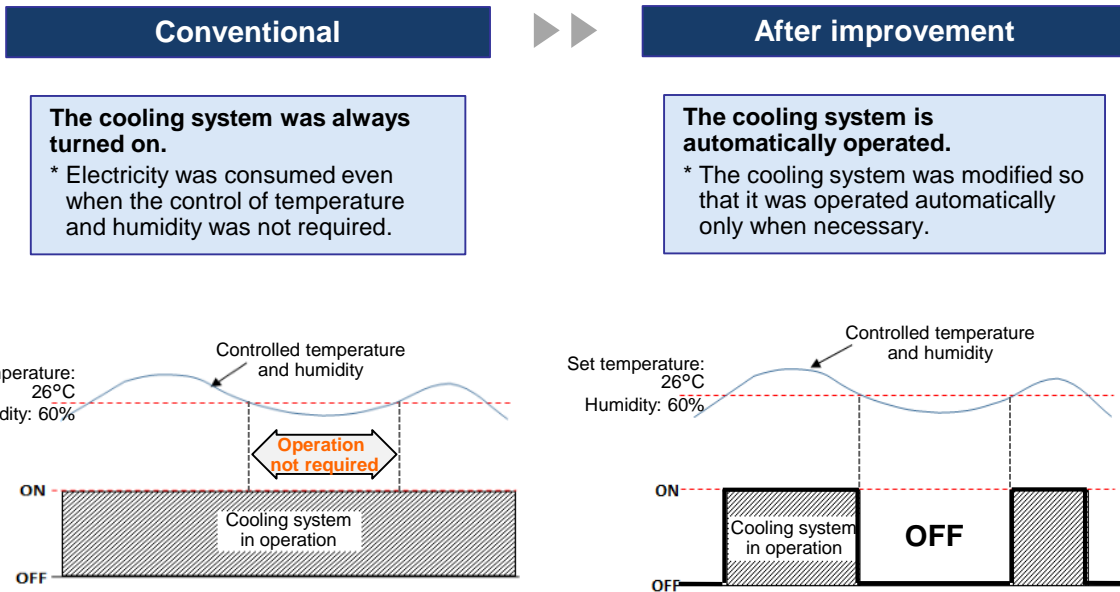 Conventional
After improvement
The cooling system was always
turned on.
* Electricity was consumed even
when the control of temperature
and humidity was not required.
The cooling system is
automatically operated.
* The cooling system was modified so
that it was operated automatically
only when necessary.
Controlled temperature
and humidity
perature:
26°C
dity: 60%
Operation
not required
ON
Cooling system
in operation
OFF
Controlled temperature
and humidity
Set temperature:
26°C
Humidity: 60%
ON
Cooling system
in operation
OFF
OFF